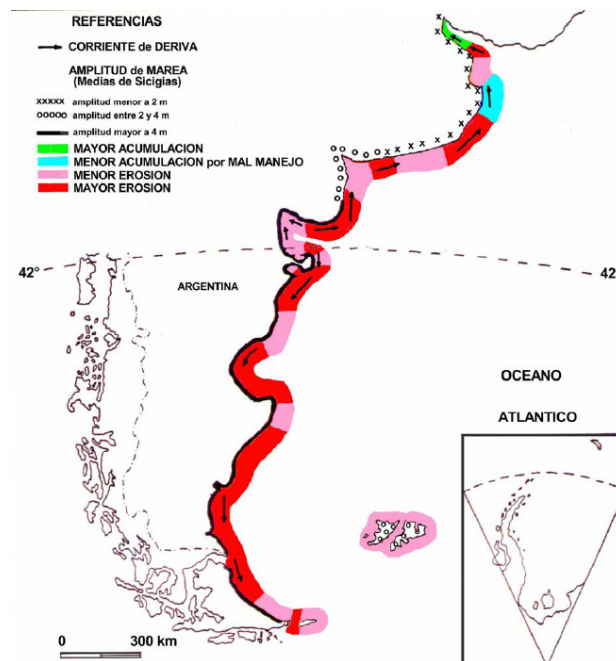 REFERENCIAS
CORRIENTE de DERIVA
AMPLITUD de MAREA
(Medias de Sicigias)
xxxxx amplitud menor a 2 m
ooooo amplitud entre 2 y 4 m
amplitud mayor a 4 m
MAYOR ACUMULACION
MENOR ACUMULACION por MAL MANEJO
MENOR EROSION
MAYOR EROSION
42°
42°
ARGENTINA
OCEANO
ATLANTICO
0 300 km